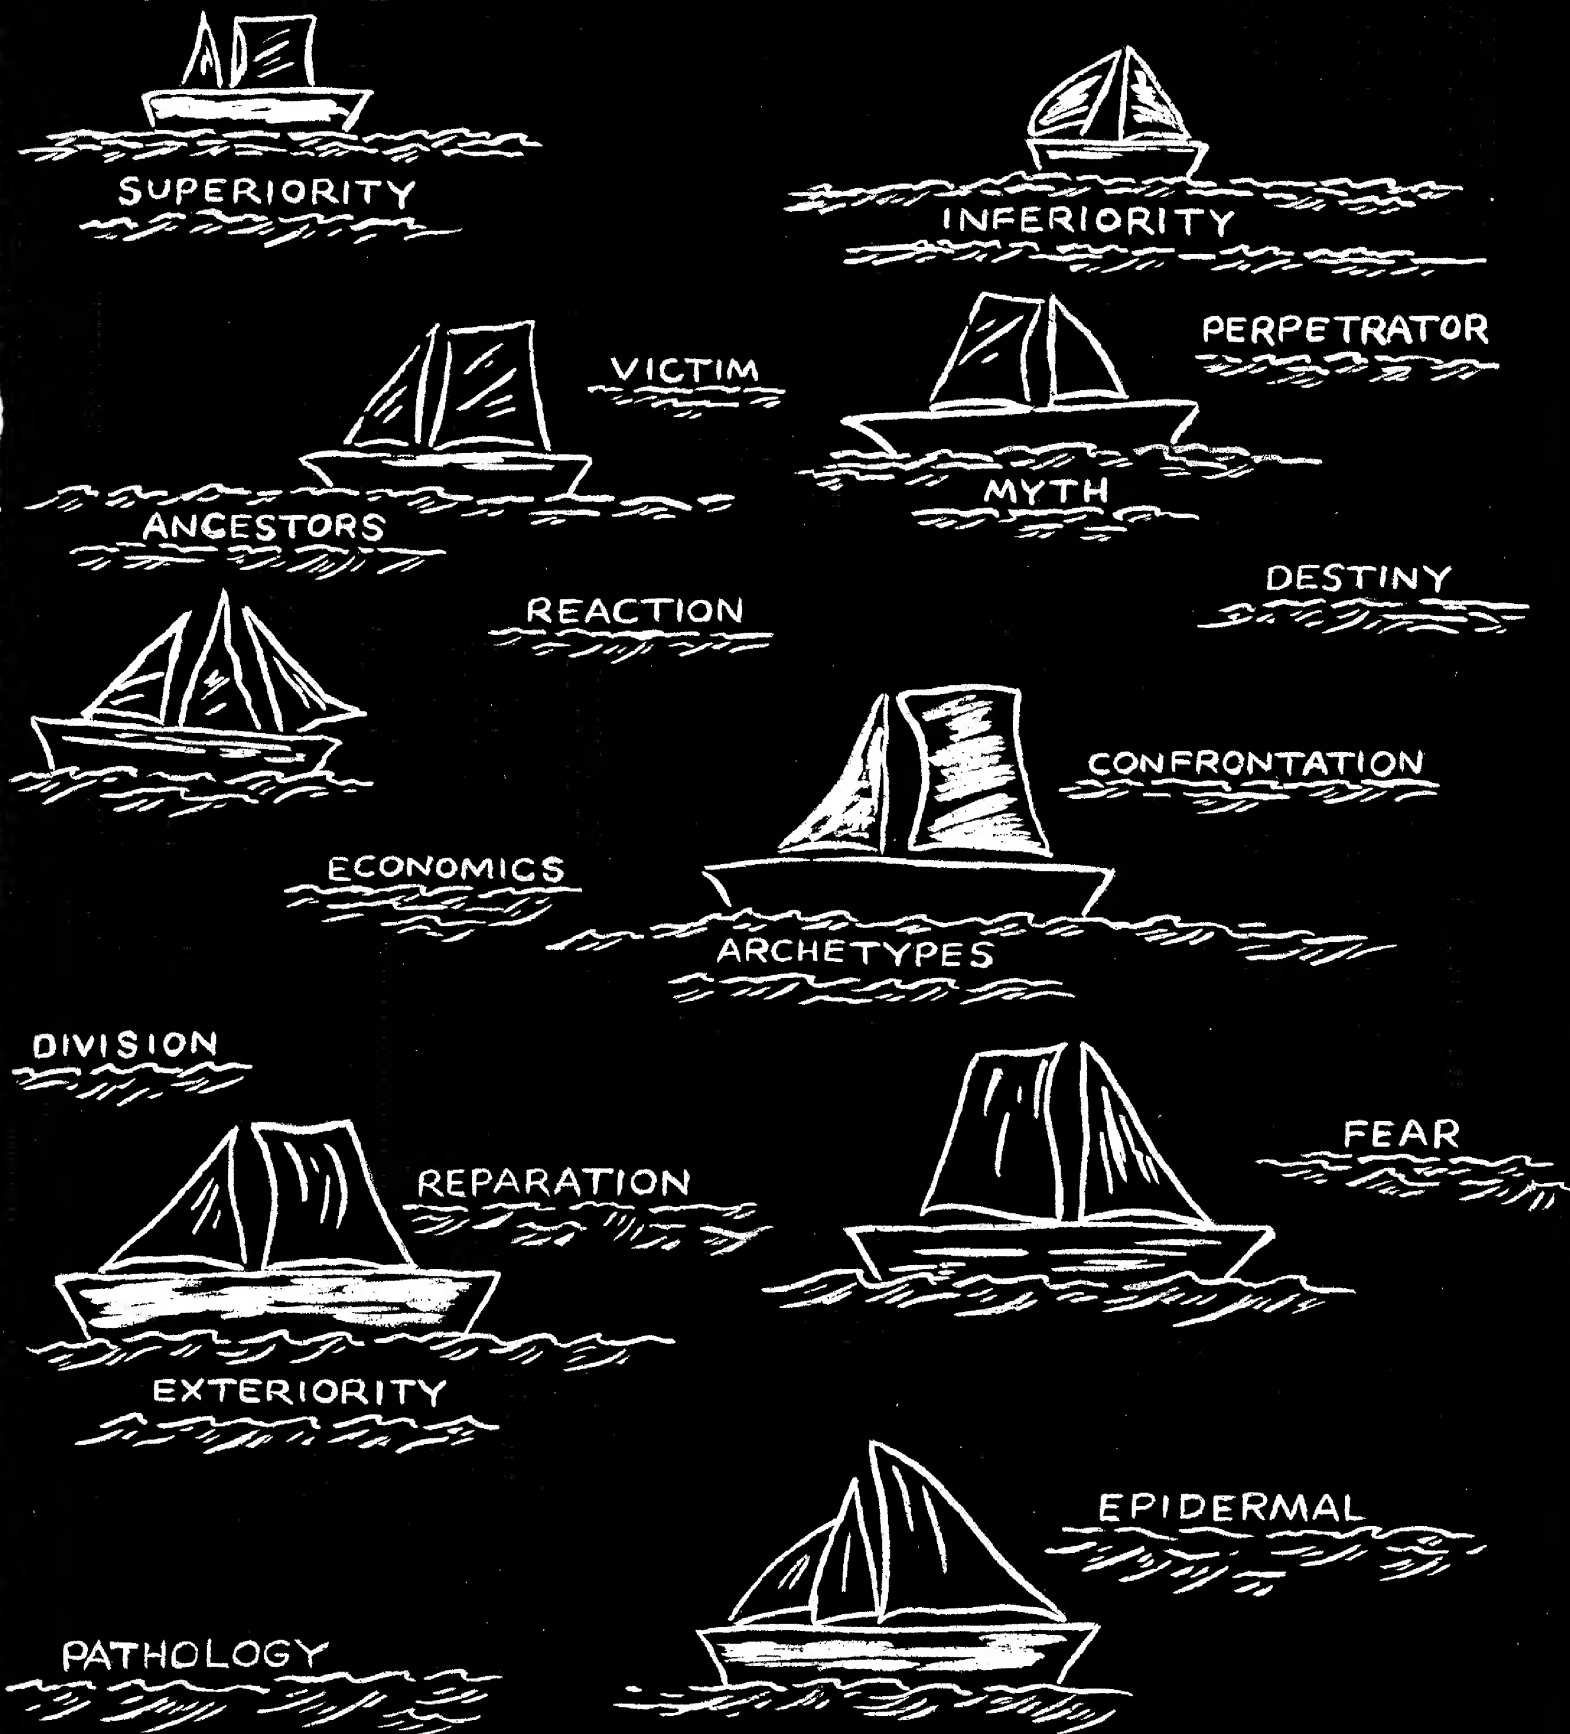 SUPERIORITY
INFERIORITY
PERPETRATOR
VICTIM
MYTH
ANCESTORS
DESTINY
REACTION
CONFRONTATION
ECONOMICS
ARCHETYPES
DIVISION
FEAR
REPARATION
EXTERIORITY
EPIDERMAL
PATHOLOGY